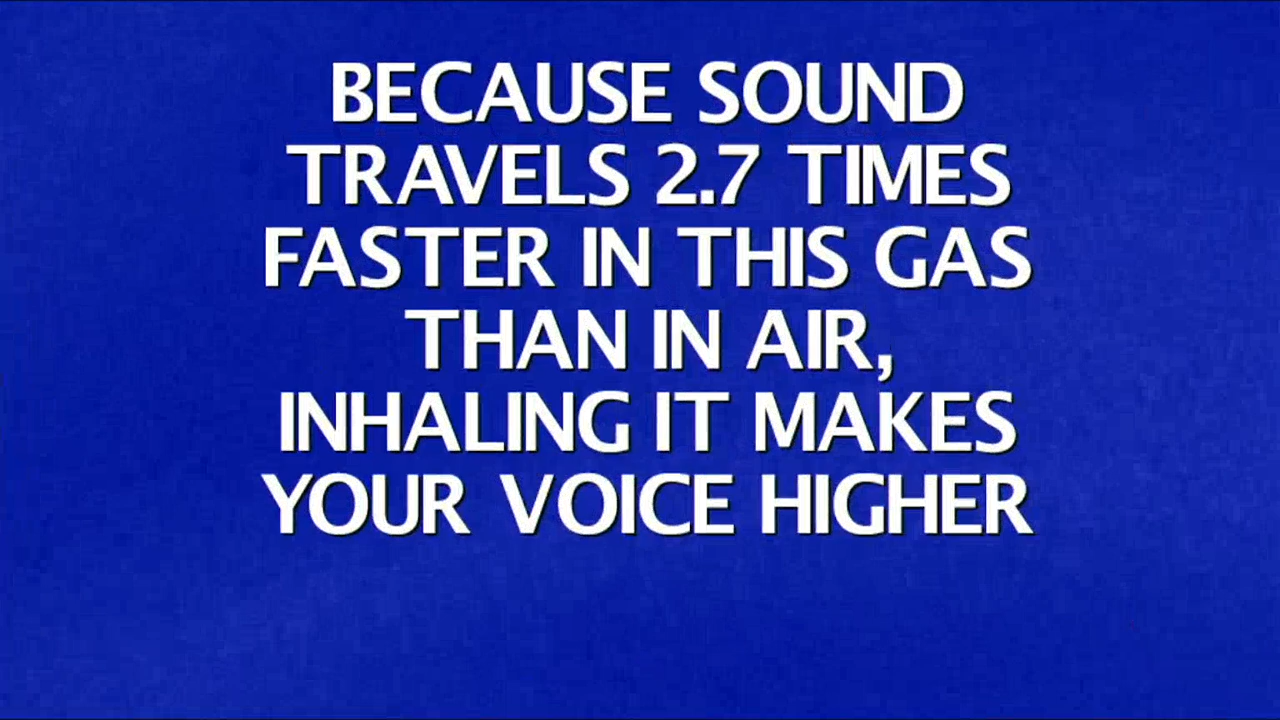 BECAUSE SOUND
TRAVELS 2.7 TIMES
FASTER IN THIS GAS
THAN IN AIR,
INHALING IT MAKES
YOUR VOICE HIGHER